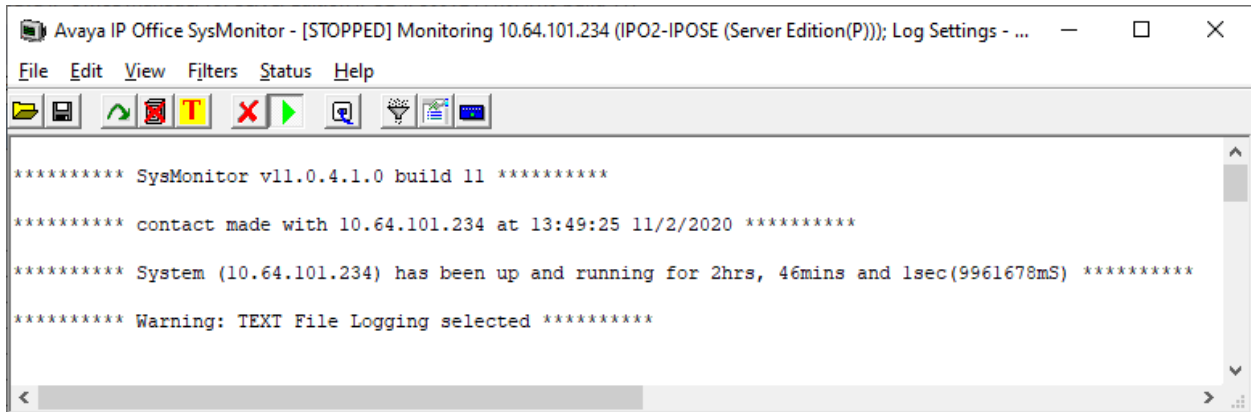 Avaya IP Office SysMonitor - [STOPPED] Monitoring 10.64.101.234 (IPO2-IPOSE (Server Edition(P))); Log Settings - ...
File Edit View Filters Status Help
T
********** SysMonitor v11.0.4.1.0 build 11 **********
********** contact made with 10.64.101.234 at 13:49:25 11/2/2020 **********
********** System (10.64.101.234) has been up and running for 2hrs, 46mins and 1sec(9961678mS) **********
********** Warning: TEXT File Logging selected **********